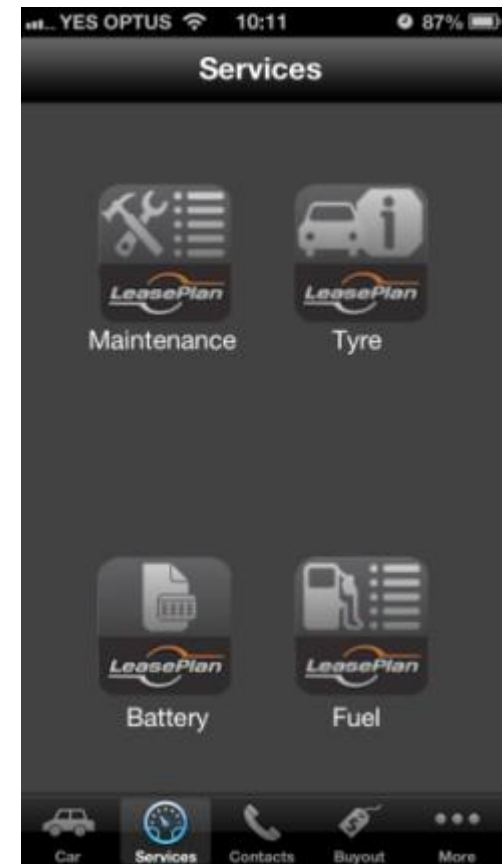 YES OPTUS 10:11 87%
Services
LeasePlan LeasePlan
Maintenance Tyre
LeasePlan LeasePlan
Battery Fuel
Car Services Contacts Buyout More